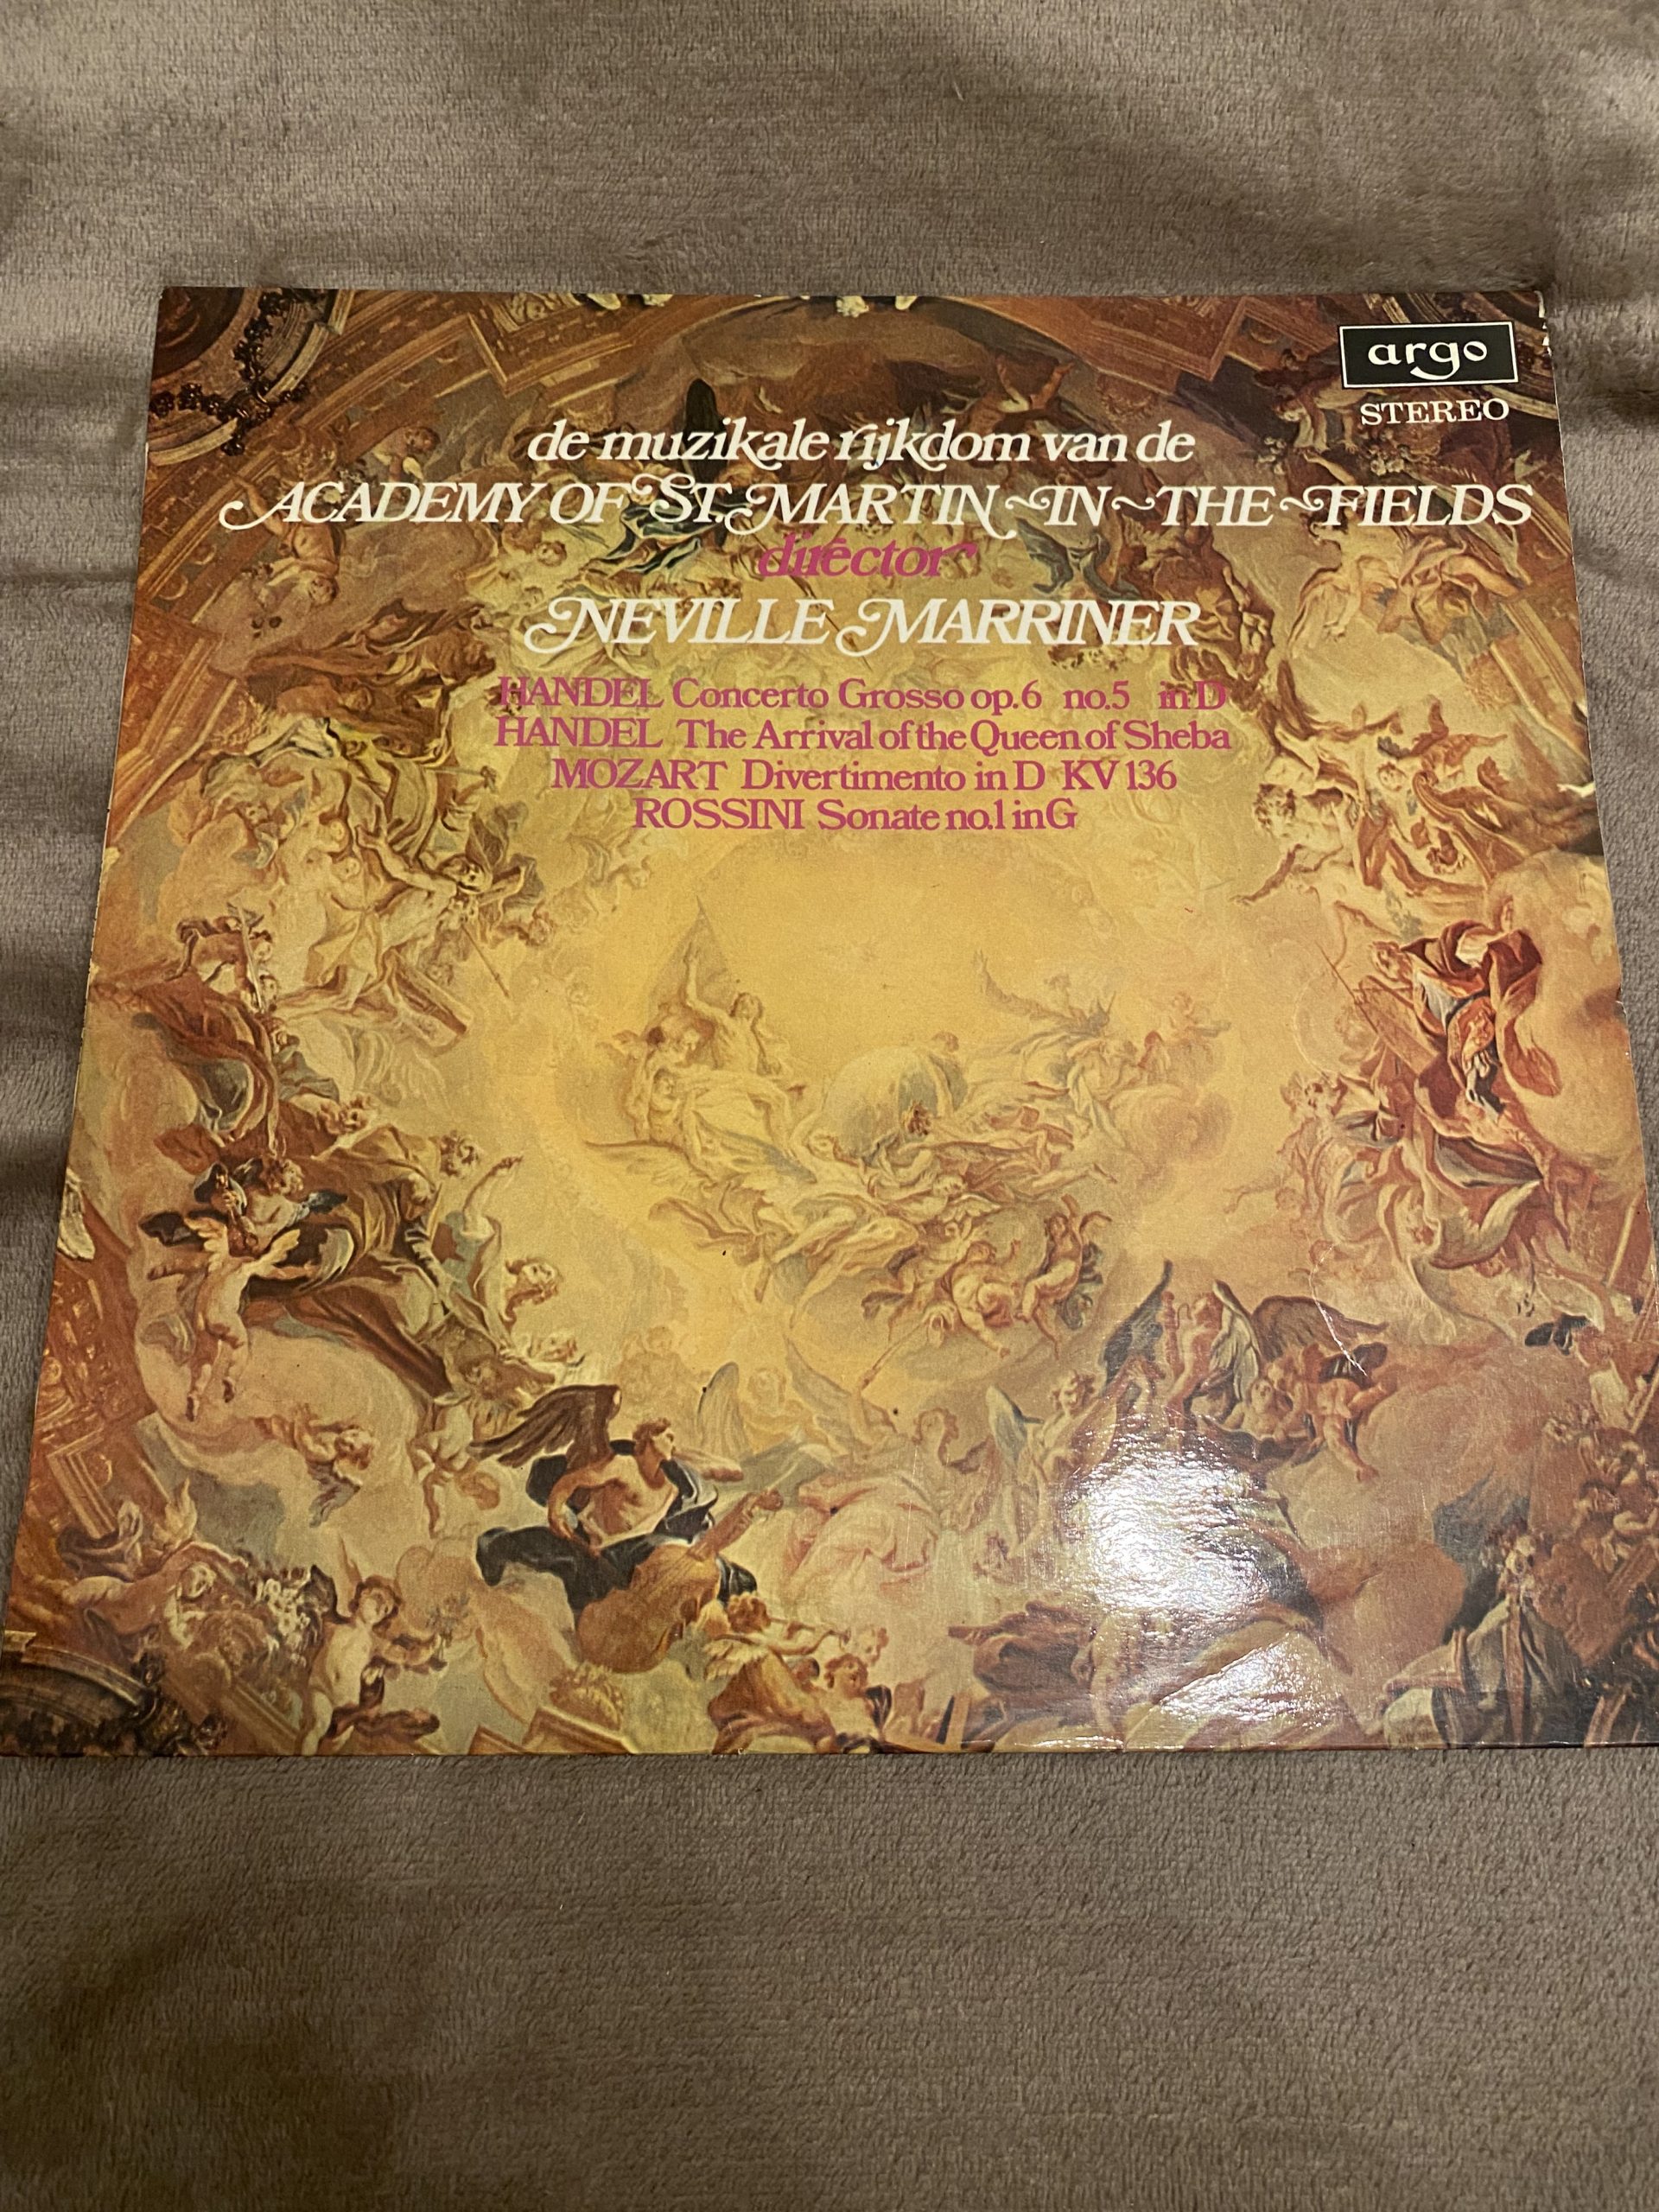 argo
STEREO
de muzikale rijkdom van de
ACADEMY OF ST. MARTIN~IN~THE~FIELDS
director
NEVILLE MARRINER
HANDEL Concerto Grosso op.6 no.5 in D
HANDEL The Arrival of the Queen of Sheba
MOZART Divertimento in D KV 136
ROSSINI Sonate no.1 in G